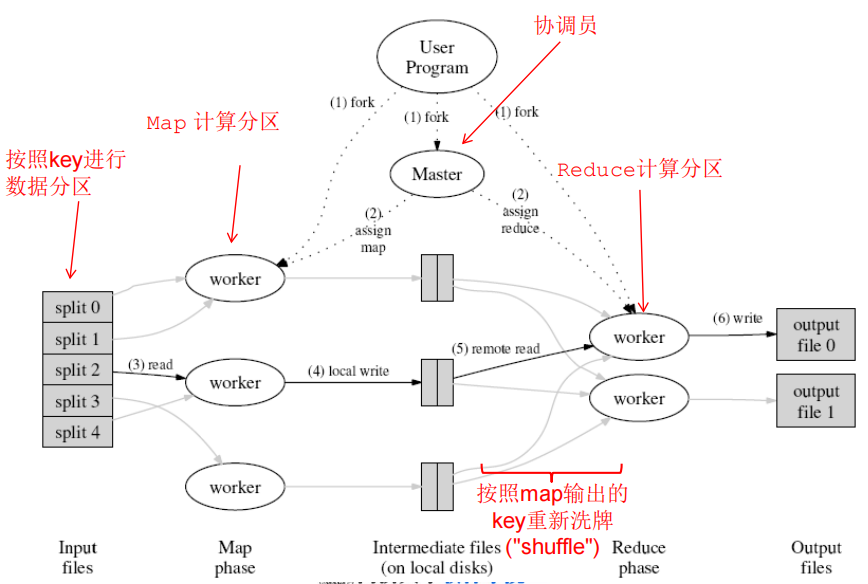 协调员
User
Program
(1) fork
(1) fork
(1) fork
Map 计算分区
按照key进行
数据分区
Master
Reduce计算分区
(2)
assign
map
(2)
assign
reduce
worker
split 0
split 1
split 2
split 3
split 4
(3) read
worker
(4) local write
(5) remote read
worker
(6) write
output
file 0
worker
output
file 1
worker
按照map输出的
key重新洗牌
("shuffle")
Input
files
Map
phase
Intermediate files
(on local disks)
Reduce
phase
Output
files